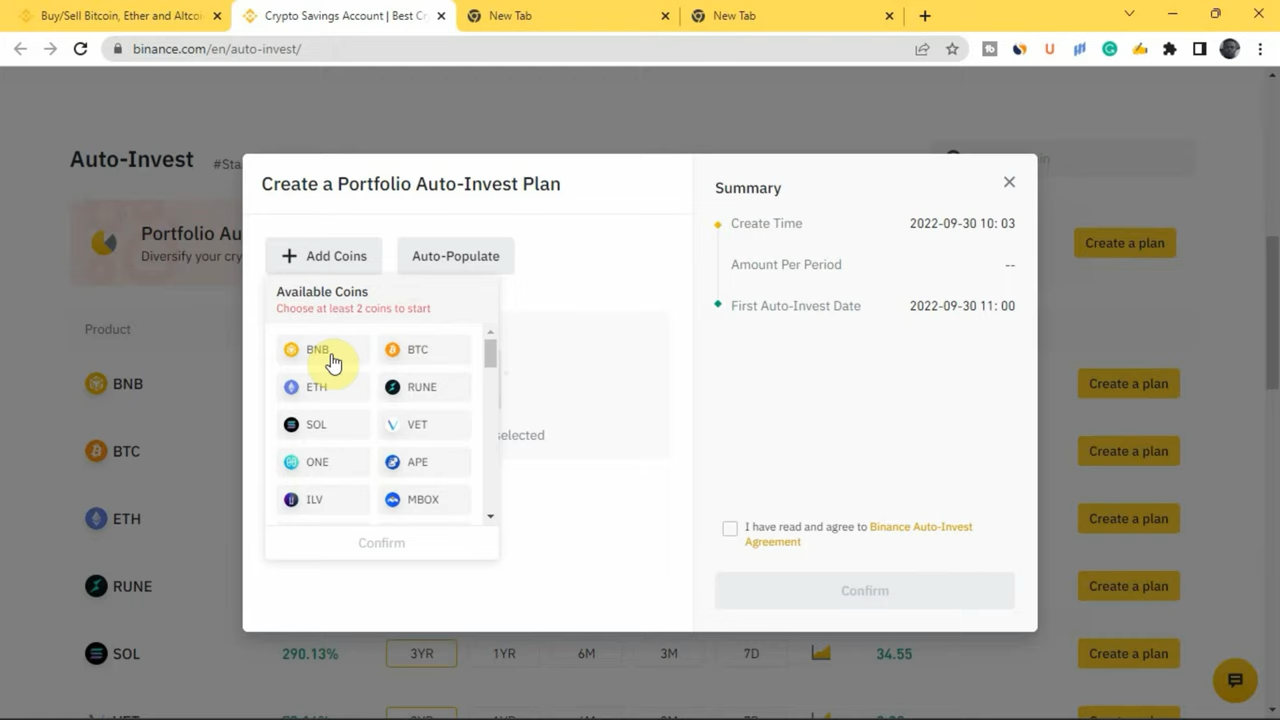 Buy/Sell Bitcoin, Ether and Altcoi
Crypto Savings Account | Best Cr
New Tab
New Tab
binance.com/en/auto-invest/
Auto-Invest #Sta
in
Portfolio Au
Diversify your cry
Create a plan
Product
BNB
Create a plan
BTC
Create a plan
ETH
Create a plan
RUNE
Create a plan
SOL 290.13% 3YR 1YR 6M 3M 7D 34.55 Create a plan
Create a Portfolio Auto-Invest Plan
Add Coins Auto-Populate
Available Coins
Choose at least 2 coins to start
BNB BTC
ETH RUNE
SOL VET
ONE APE
ILV MBOX
Confirm
selected
Summary
Create Time 2022-09-30 10: 03
Amount Per Period --
First Auto-Invest Date 2022-09-30 11: 00
I have read and agree to Binance Auto-Invest
Agreement
Confirm